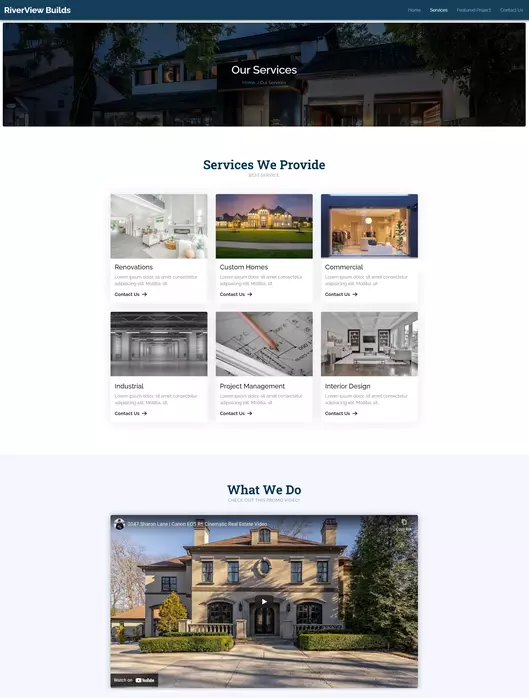 RiverView Builds
Home Services Featured Project Contact Us
Our Services
Home / Our Services
Services We Provide
BEST SERVICE
Renovations
Lorem ipsum dolor, sit amet consectetur
adipisicing elit. Mollitia, sit.
Contact Us →
Custom Homes
Lorem ipsum dolor, sit amet consectetur
adipisicing elit. Mollitia, sit.
Contact Us →
Commercial
Lorem ipsum dolor, sit amet consectetur
adipisicing elit. Mollitia, sit.
Contact Us →
Industrial
Lorem ipsum dolor, sit amet consectetur
adipisicing elit. Mollitia, sit.
Contact Us →
Project Management
Lorem ipsum dolor, sit amet consectetur
adipisicing elit. Mollitia, sit.
Contact Us →
Interior Design
Lorem ipsum dolor, sit amet consectetur
adipisicing elit. Mollitia, sit.
Contact Us →
What We Do
CHECK OUT THIS PROMO VIDEO!
2047 Sharon Lane | Canon EOS R5 Cinematic Real Estate Video
Copy link
Watch on YouTube